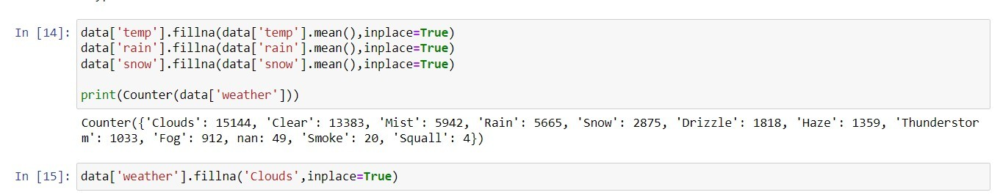 In [14]: data['temp'].fillna(data['temp'].mean(),inplace=True)
data['rain'].fillna(data['rain'].mean(),inplace=True)
data['snow'].fillna(data['snow'].mean(),inplace=True)
print(Counter(data['weather']))
Counter({'Clouds': 15144, 'Clear': 13383, 'Mist': 5942, 'Rain': 5665, 'Snow': 2875, 'Drizzle': 1818, 'Haze': 1359, 'Thunderstor
m': 1033, 'Fog': 912, nan: 49, 'Smoke': 20, 'Squall': 4})
In [15]: data['weather'].fillna('Clouds',inplace=True)